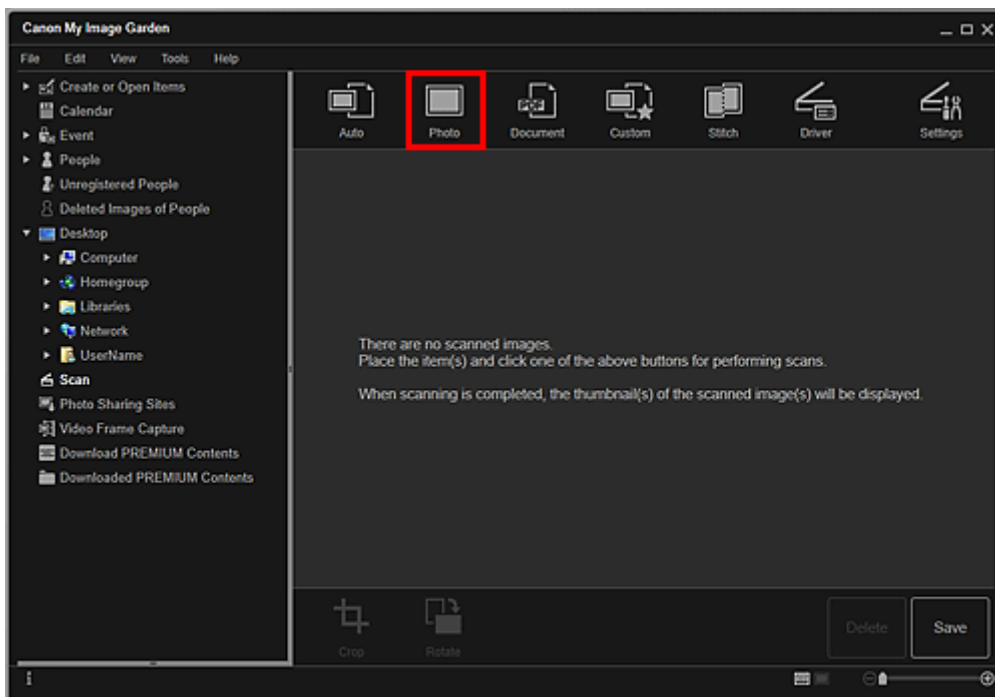 Canon My Image Garden
File Edit View Tools Help
Create or Open Items
Calendar
Event
People
Unregistered People
Deleted Images of People
Desktop
Computer
Homegroup
Libraries
Network
UserName
Scan
Photo Sharing Sites
Video Frame Capture
Download PREMIUM Contents
Downloaded PREMIUM Contents
Auto Photo Document Custom Stitch Driver Settings
PDF
There are no scanned images.
Place the item(s) and click one of the above buttons for performing scans.
When scanning is completed, the thumbnail(s) of the scanned image(s) will be displayed.
Crop Rotate Delete Save